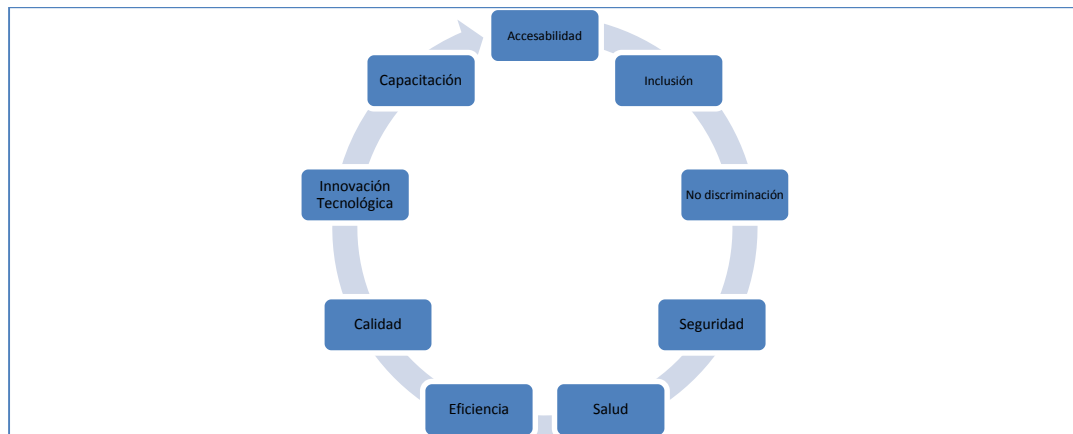 Accesabilidad
Inclusión
No discriminación
Seguridad
Salud
Eficiencia
Calidad
Innovación
Tecnológica
Capacitación